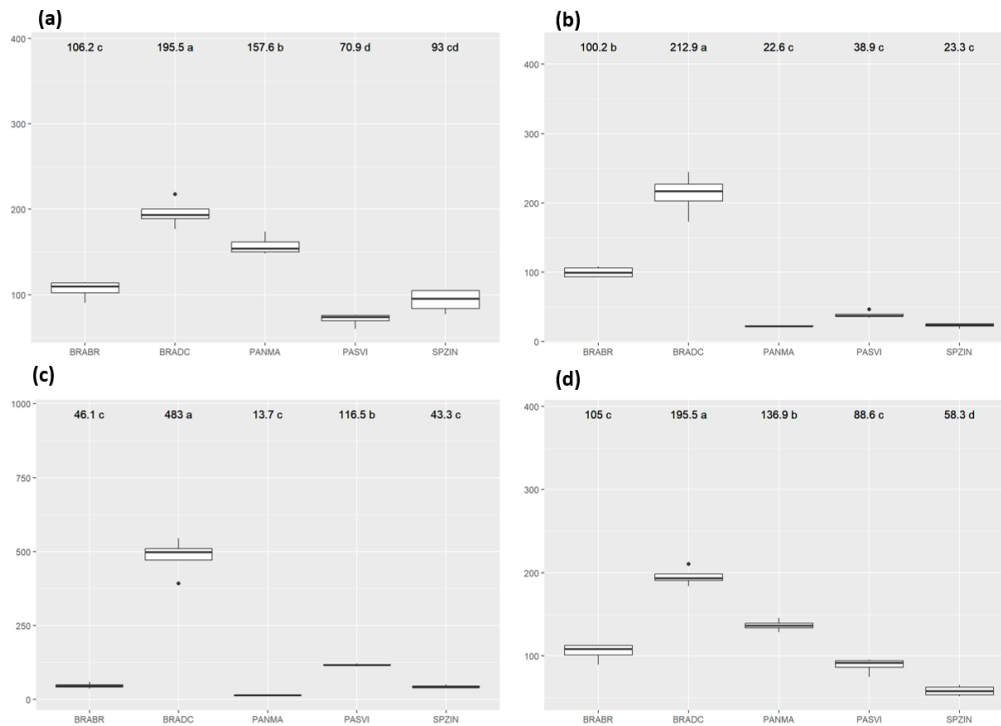 (a)
106.2 c 195.5 a 157.6 b 70.9 d 93 cd
400
300
200
100
BRABR BRADC PANMA PASVI SPZIN
(b)
100.2 b 212.9 a 22.6 c 38.9 c 23.3 c
400
300
200
100
0
BRABR BRADC PANMA PASVI SPZIN
(c)
46.1 c 483 a 13.7 c 116.5 b 43.3 c
1000
750
500
250
0
BRABR BRADC PANMA PASVI SPZIN
(d)
105 c 195.5 a 136.9 b 88.6 c 58.3 d
400
300
200
100
BRABR BRADC PANMA PASVI SPZIN